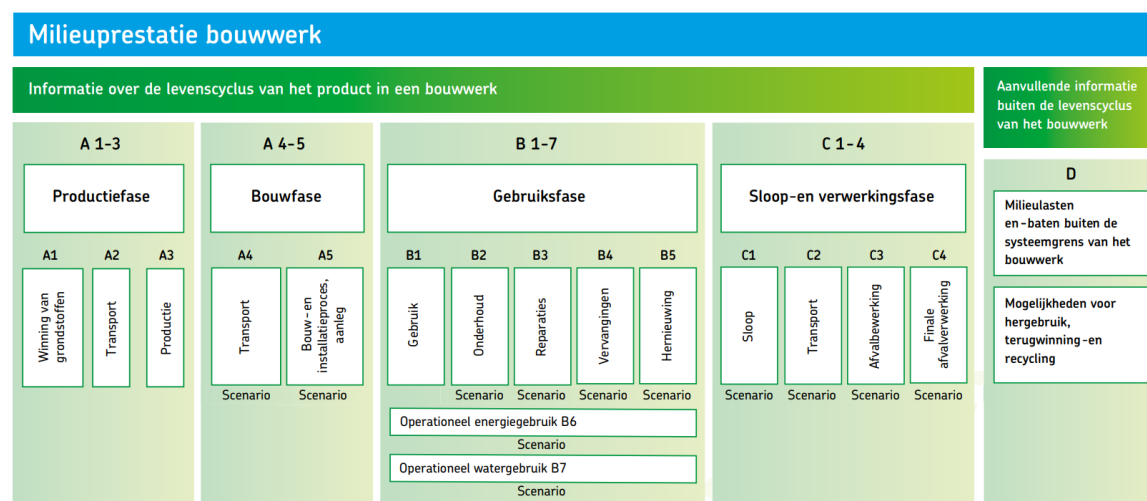 Milieuprestatie bouwwerk
Informatie over de levenscyclus van het product in een bouwwerk
Aanvullende informatie
buiten de levenscyclus
van het bouwwerk
A 1-3
Productiefase
A1
A2
A3
Winning van
grondstoffen
Transport
Productie
A 4-5
Bouwfase
A4
A5
Transport
Bouw-en
installatieproces,
aanleg
Scenario
Scenario
B 1-7
Gebruiksfase
B1
B2
B3
B4
B5
Gebruik
Onderhoud
Reparaties
Vervangingen
Hernieuwing
Scenario
Scenario
Scenario
Scenario
Operationeel energiegebruik B6
Scenario
Operationeel watergebruik B7
Scenario
C 1-4
Sloop-en verwerkingsfase
C1
C2
C3
C4
Sloop
Transport
Afvalbewerking
Finale
afvalverwerking
Scenario
Scenario
Scenario
Scenario
D
Milieulasten
en-baten buiten de
systeemgrens van het
bouwwerk
Mogelijkheden voor
hergebruik,
terugwinning-en
recycling